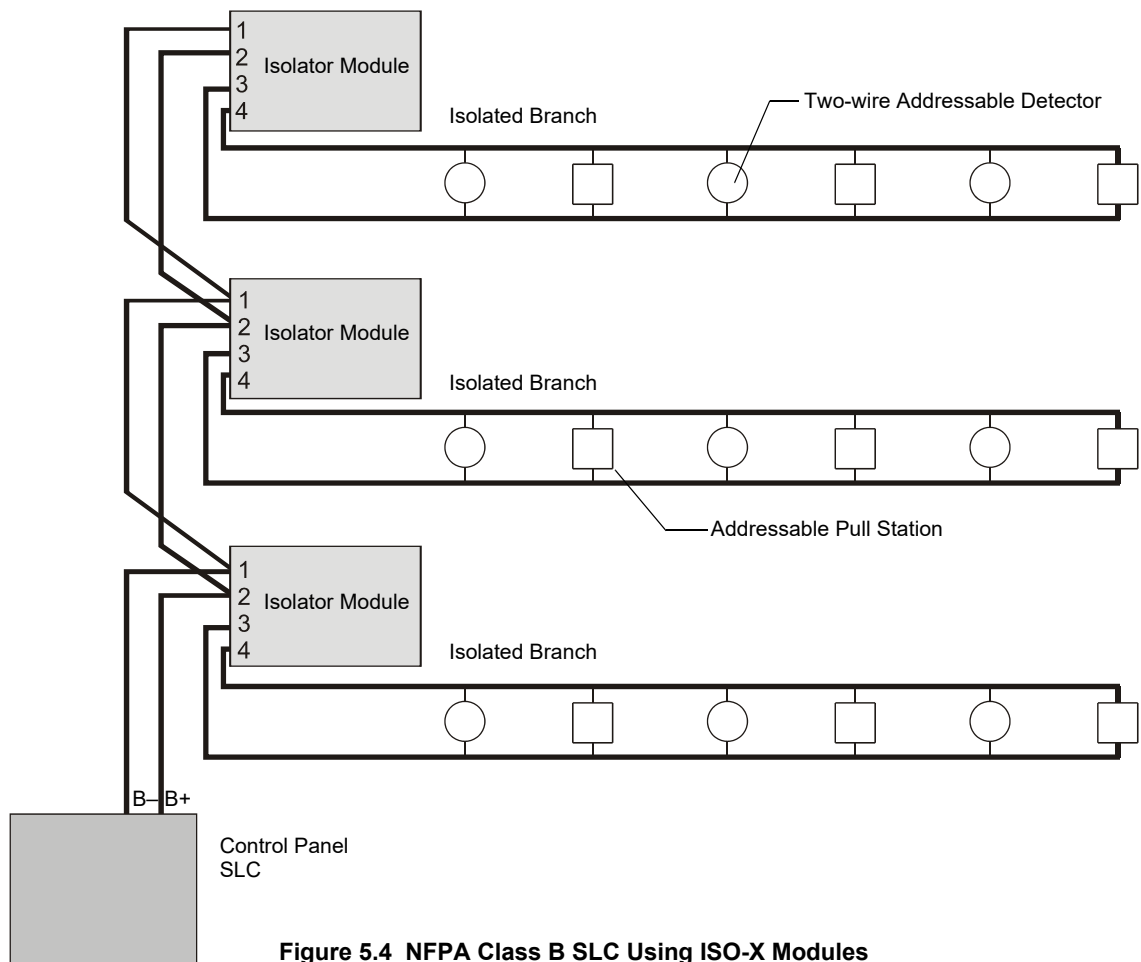 1
2
3
4
Isolator Module
Isolated Branch
Two-wire Addressable Detector
1
2
3
4
Isolator Module
Isolated Branch
Addressable Pull Station
1
2
3
4
Isolator Module
Isolated Branch
B– B+
Control Panel
SLC
Figure 5.4 NFPA Class B SLC Using ISO-X Modules